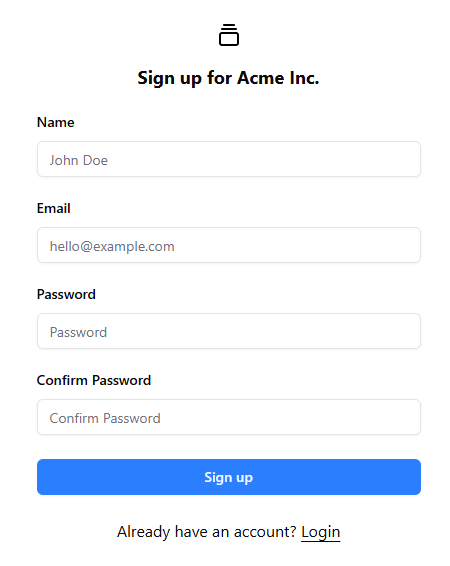 Sign up for Acme Inc.
Name
John Doe
Email
hello@example.com
Password
Password
Confirm Password
Confirm Password
Sign up
Already have an account? Login